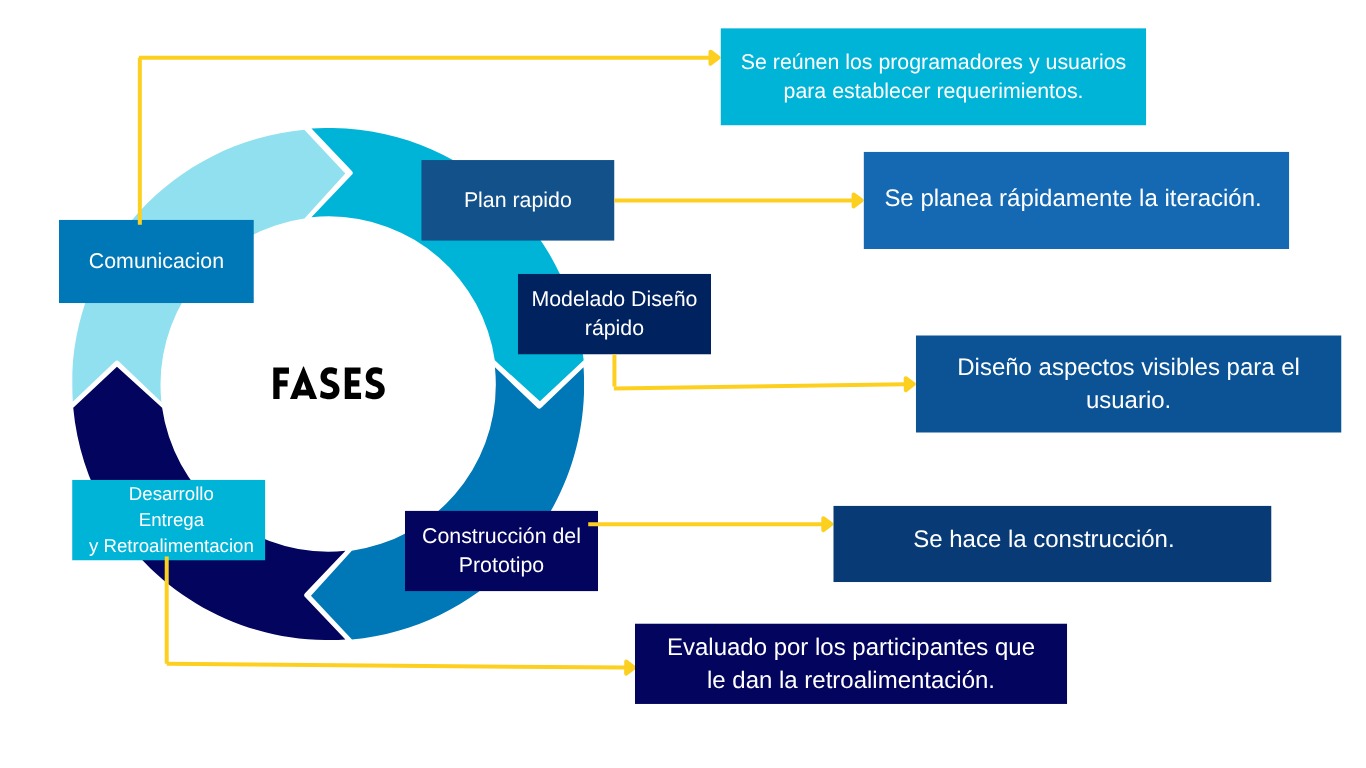 Se reúnen los programadores y usuarios
para establecer requerimientos.
Plan rapido
Se planea rápidamente la iteración.
Comunicacion
Modelado Diseño
rápido
Diseño aspectos visibles para el
usuario.
FASES
Desarrollo
Entrega
y Retroalimentacion
Construcción del
Prototipo
Se hace la construcción.
Evaluado por los participantes que
le dan la retroalimentación.